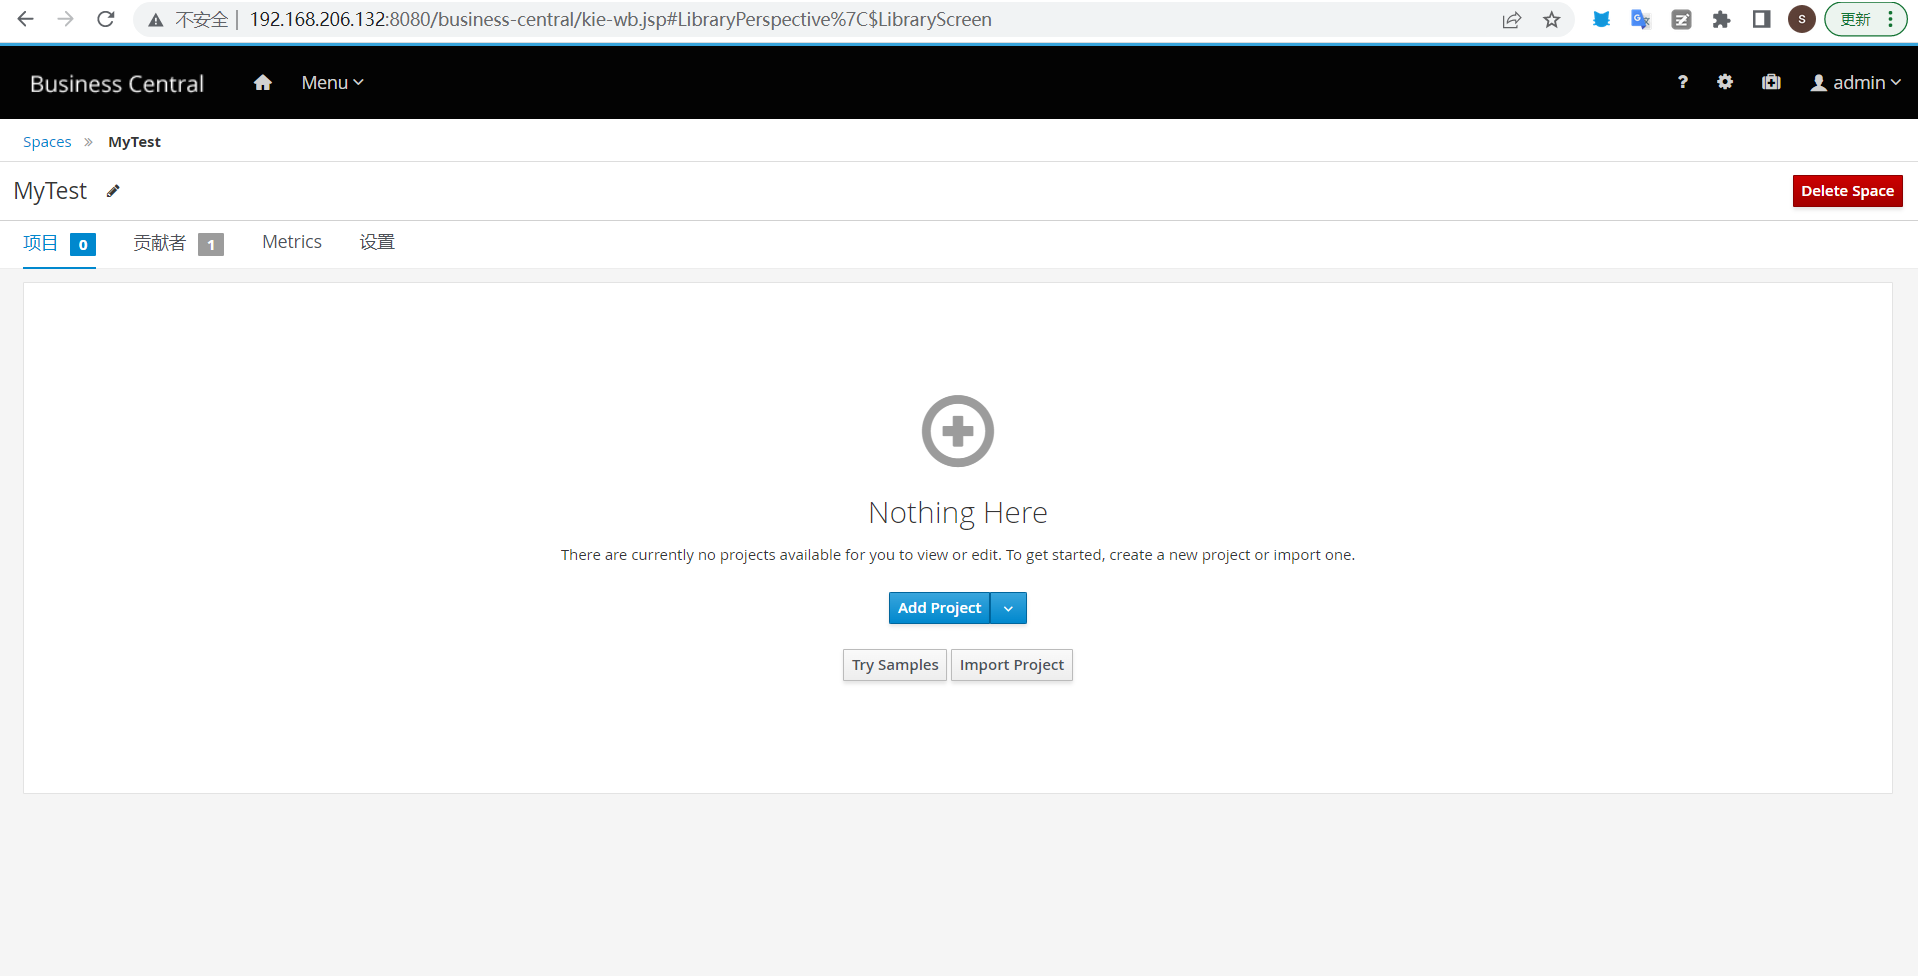 不安全 | 192.168.206.132:8080/business-central/kie-wb.jsp#LibraryPerspective%7C$LibraryScreen S 更新
Business Central Menu ? admin
Spaces » MyTest
MyTest Delete Space
项目 0 贡献者 1 Metrics 设置
Nothing Here
There are currently no projects available for you to view or edit. To get started, create a new project or import one.
Add Project
Try Samples Import Project